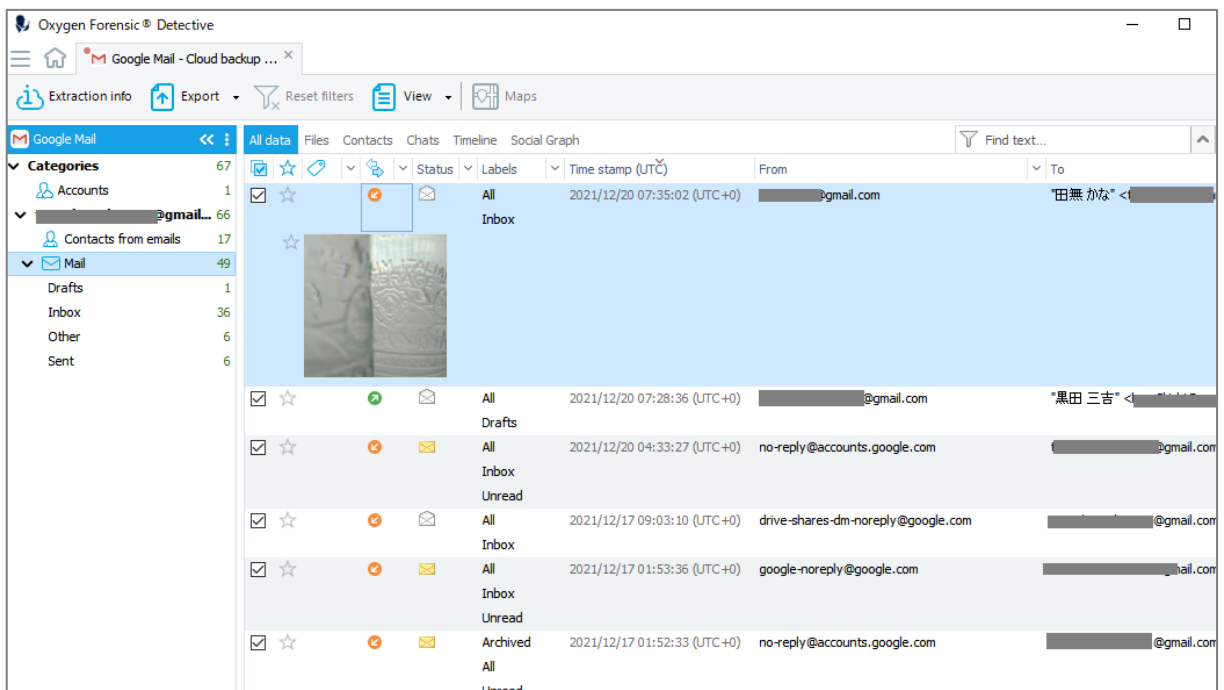 Oxygen Forensic® Detective
Google Mail - Cloud backup ...
Extraction info Export Reset filters View Maps
Google Mail
All data Files Contacts Chats Timeline Social Graph Find text...
Categories 67
Status Labels Time stamp (UTC) From To
Accounts 1
All 2021/12/20 07:35:02 (UTC+0) @gmail.com "田無 かな" <
@gmail... 66
Inbox
Contacts from emails 17
Mail 49
Drafts 1
Inbox 36
Other 6
Sent 6
All 2021/12/20 07:28:36 (UTC+0) @gmail.com "黒田 三吉" <
Drafts
All 2021/12/20 04:33:27 (UTC+0) no-reply@accounts.google.com @gmail.com
Inbox
Unread
All 2021/12/17 09:03:10 (UTC+0) drive-shares-dm-noreply@google.com @gmail.com
Inbox
All 2021/12/17 01:53:36 (UTC+0) google-noreply@google.com
Inbox
Unread
Archived 2021/12/17 01:52:33 (UTC+0) no-reply@accounts.google.com @gmail.com
All
Unread